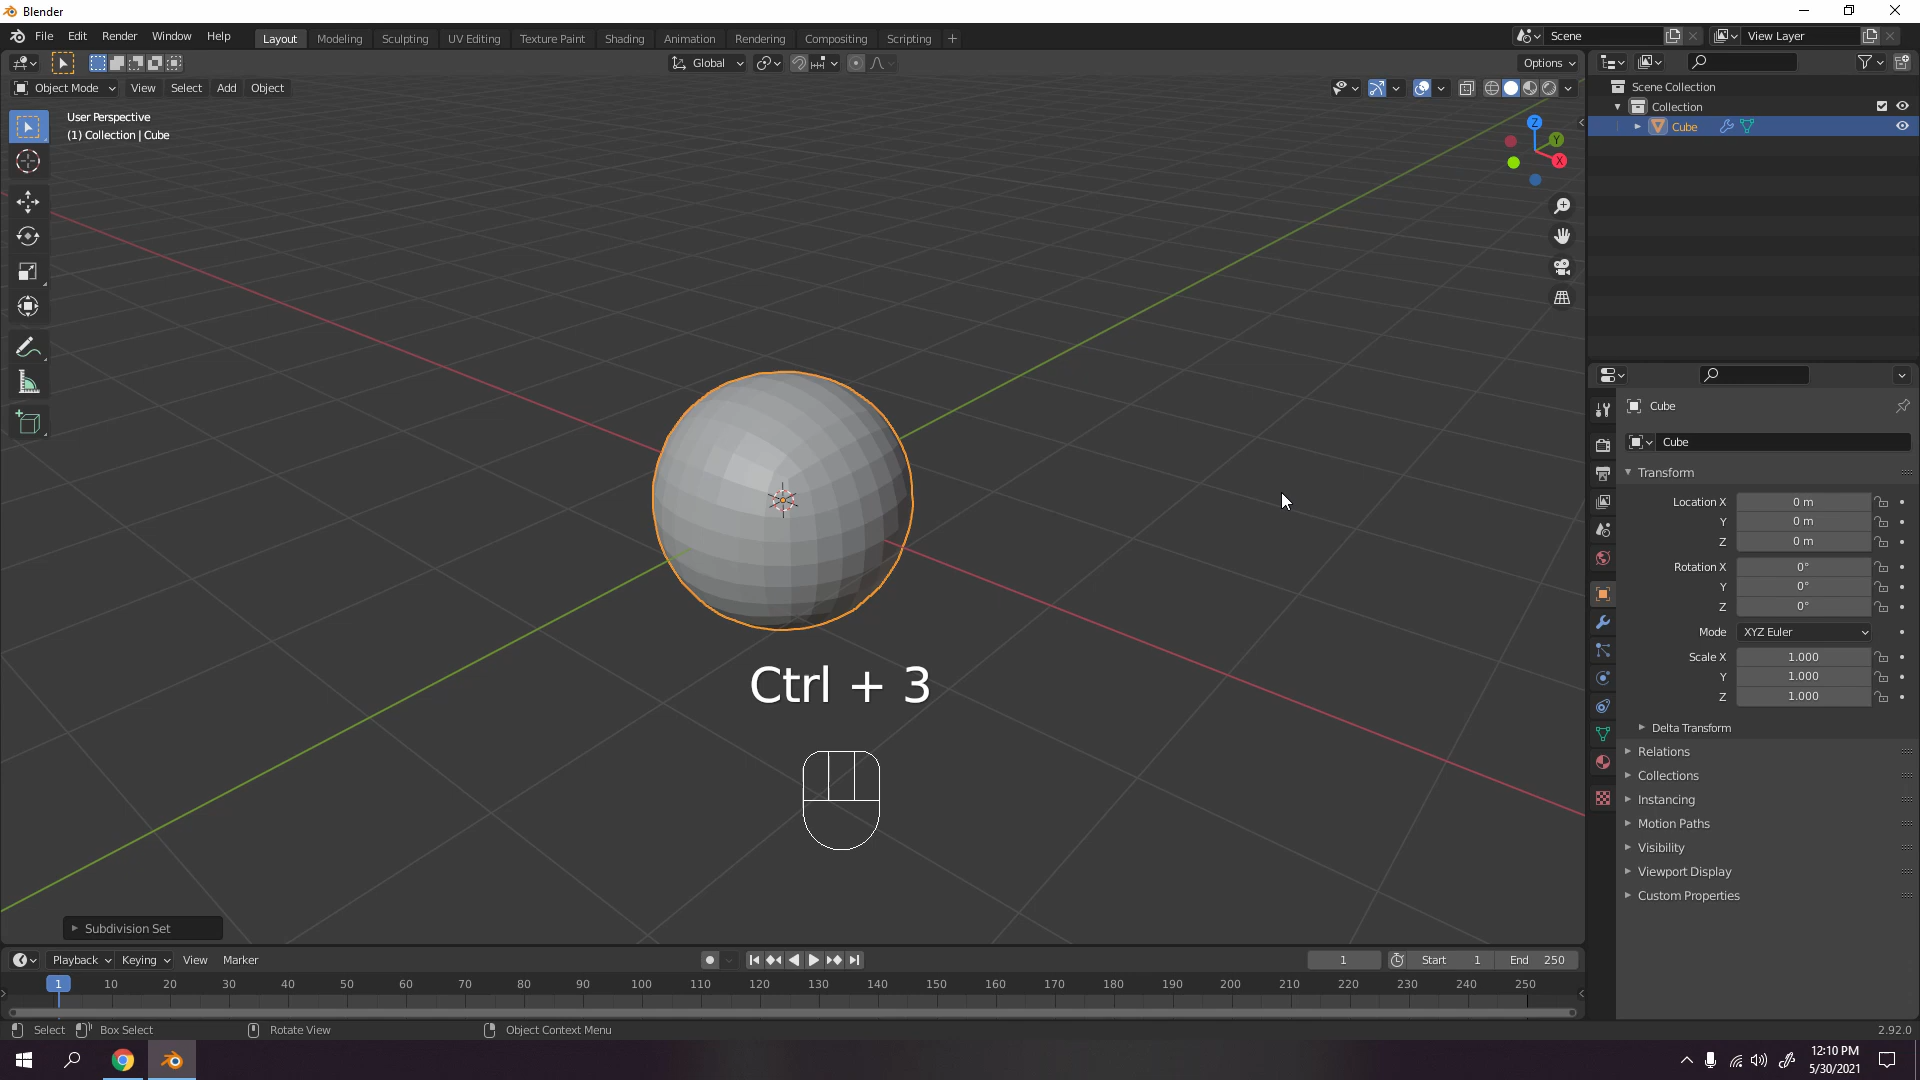 Blender
File Edit Render Window Help
Layout Modeling Sculpting UV Editing Texture Paint Shading Animation Rendering Compositing Scripting +
Scene
View Layer
Global
Options
Object Mode View Select Add Object
User Perspective
(1) Collection | Cube
Z
Y
X
Scene Collection
Collection
Cube
Cube
Cube
Transform
Location X 0 m
Y 0 m
Z 0 m
Rotation X 0°
Y 0°
Z 0°
Mode XYZ Euler
Scale X 1.000
Y 1.000
Z 1.000
Delta Transform
Relations
Collections
Instancing
Motion Paths
Visibility
Viewport Display
Custom Properties
Ctrl + 3
Subdivision Set
Playback Keying View Marker
1 Start 1 End 250
1 10 20 30 40 50 60 70 80 90 100 110 120 130 140 150 160 170 180 190 200 210 220 230 240 250
Select Box Select Rotate View Object Context Menu
2.92.0
12:10 PM
5/30/2021